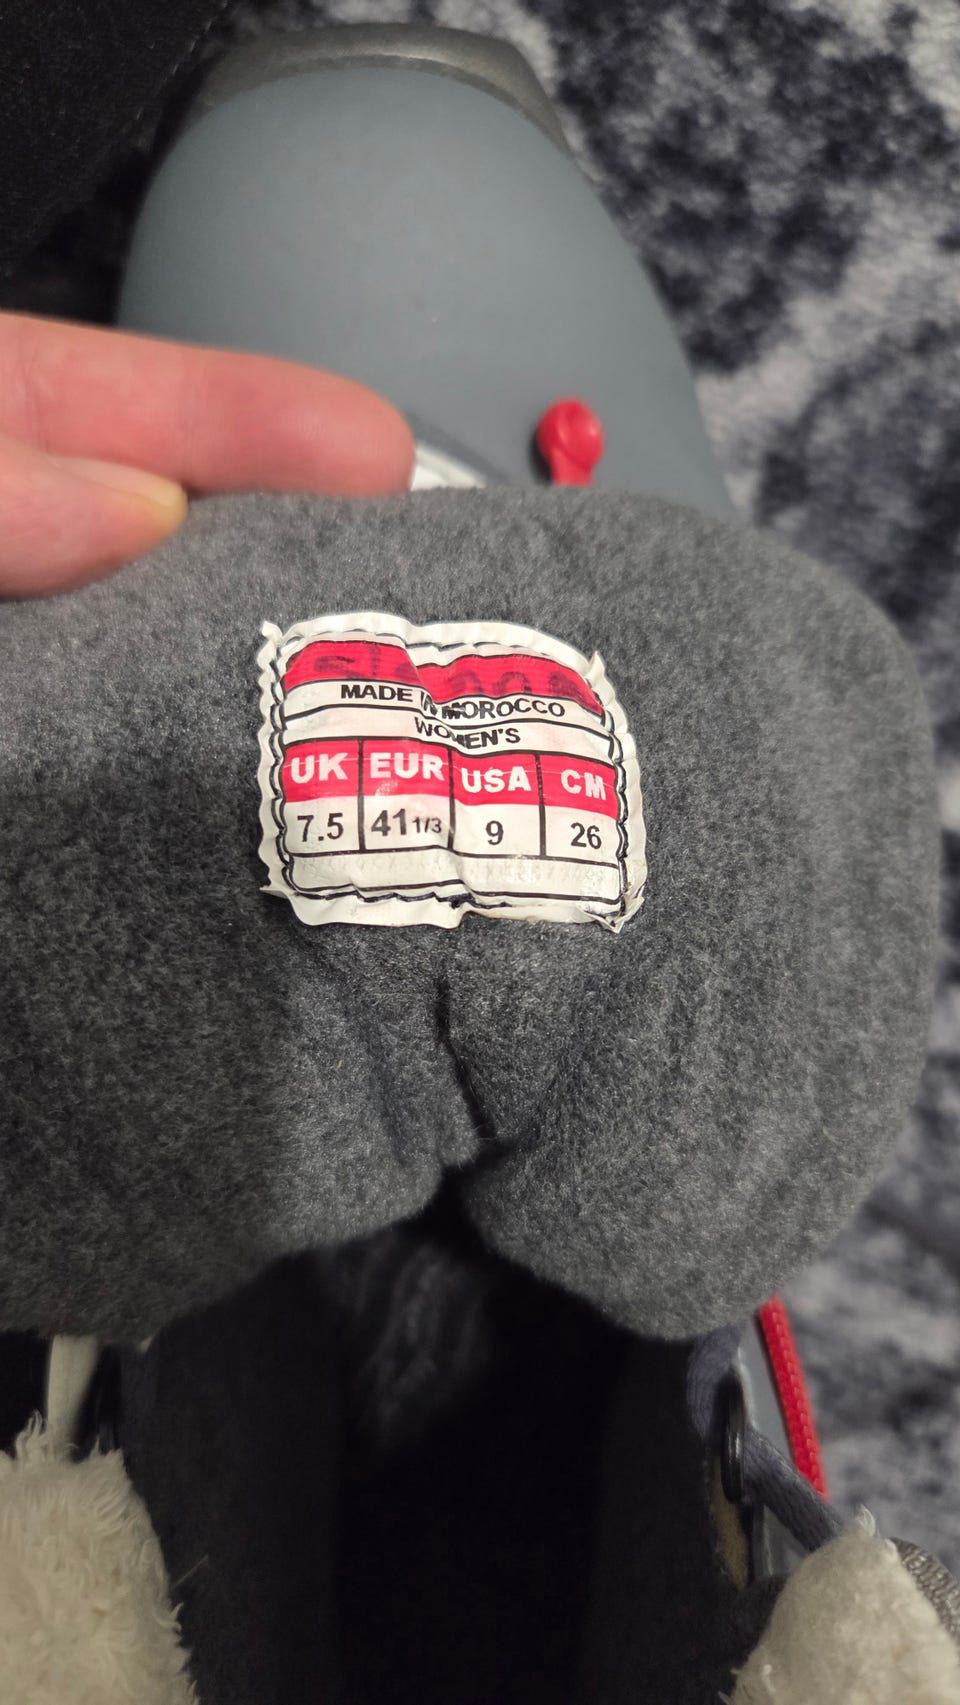 MADE IN MOROCCO
WOMEN'S
UK EUR USA CM
7.5 41 1/3 9 26